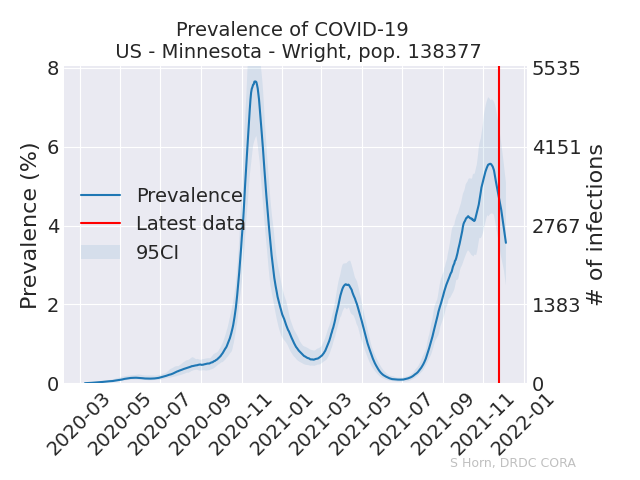 Prevalence of COVID-19
US - Minnesota - Wright, pop. 138377
Prevalence (%)
8
6
4
2
0
5535
4151
2767
1383
0
# of infections
Prevalence
Latest data
95CI
2020-03
2020-05
2020-07
2020-09
2020-11
2021-01
2021-03
2021-05
2021-07
2021-09
2021-11
2022-01
S Horn, DRDC CORA